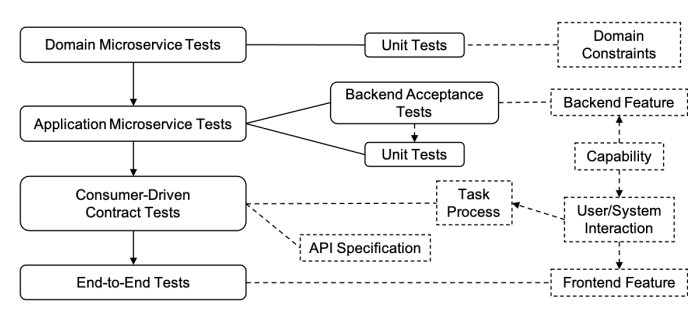 Domain Microservice Tests
Unit Tests
Domain
Constraints
Application Microservice Tests
Backend Acceptance
Tests
Backend Feature
Unit Tests
Capability
Consumer-Driven
Contract Tests
Task
Process
User/System
Interaction
API Specification
End-to-End Tests
Frontend Feature